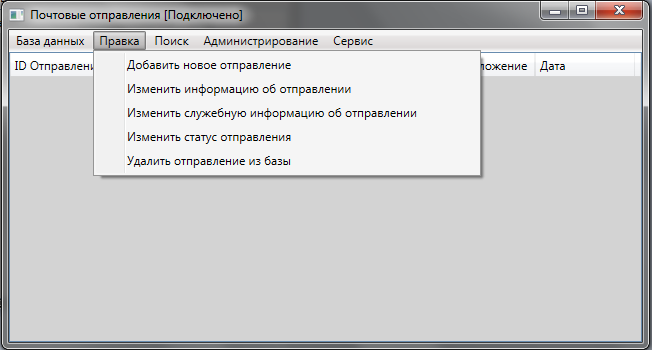 Почтовые отправления [Подключено]
База данных Правка Поиск Администрирование Сервис
ID Отправлени ложение Дата
Добавить новое отправление
Изменить информацию об отправлении
Изменить служебную информацию об отправлении
Изменить статус отправления
Удалить отправление из базы